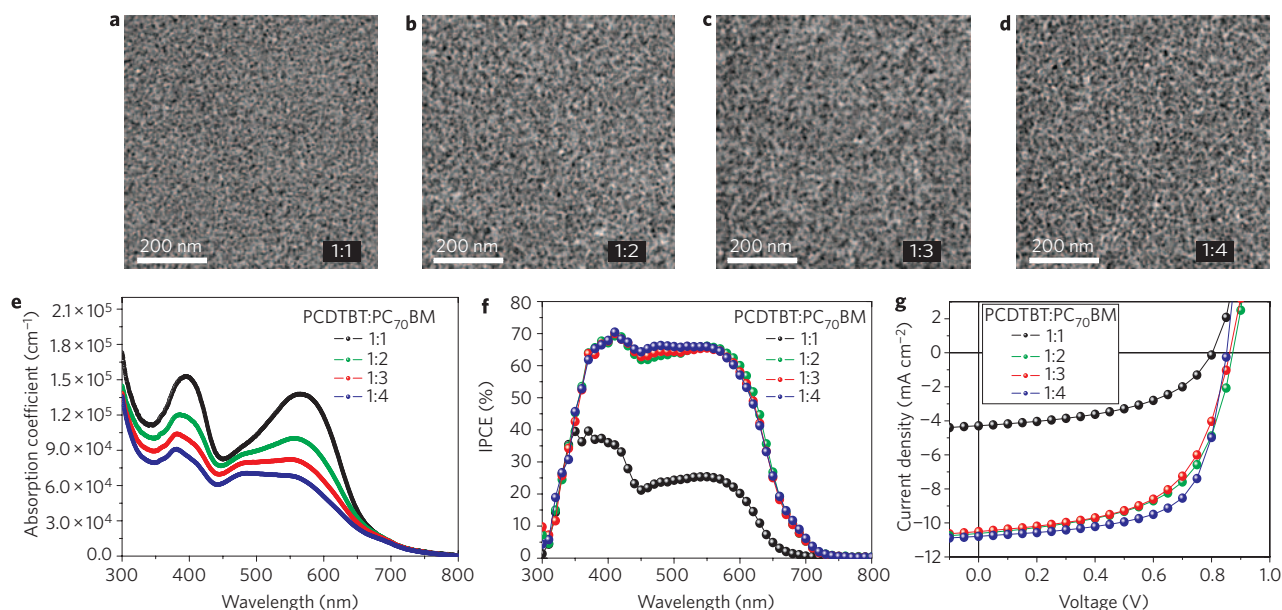 a
b
c
d
200 nm
1:1
200 nm
1:2
200 nm
1:3
200 nm
1:4
e
2.1 × 10⁵
1.8 × 10⁵
1.5 × 10⁵
1.2 × 10⁵
9.0 × 10⁴
6.0 × 10⁴
3.0 × 10⁴
0.0
Absorption coefficient (cm⁻¹)
PCDTBT:PC₇₀BM
1:1
1:2
1:3
1:4
300 400 500 600 700 800
Wavelength (nm)
f
80
70
60
50
40
30
20
10
0
IPCE (%)
PCDTBT:PC₇₀BM
1:1
1:2
1:3
1:4
300 400 500 600 700 800
Wavelength (nm)
g
2
0
−2
−4
−6
−8
−10
−12
Current density (mA cm⁻²)
PCDTBT:PC₇₀BM
1:1
1:2
1:3
1:4
0.0 0.2 0.4 0.6 0.8 1.0
Voltage (V)